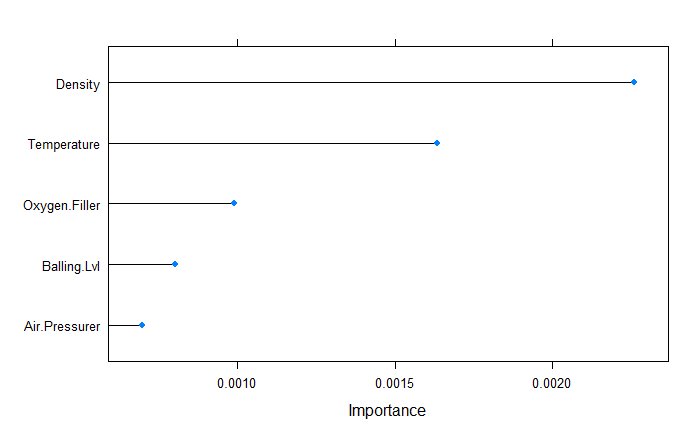 Density
Temperature
Oxygen.Filler
Balling.Lvl
Air.Pressurer
0.0010 0.0015 0.0020
Importance